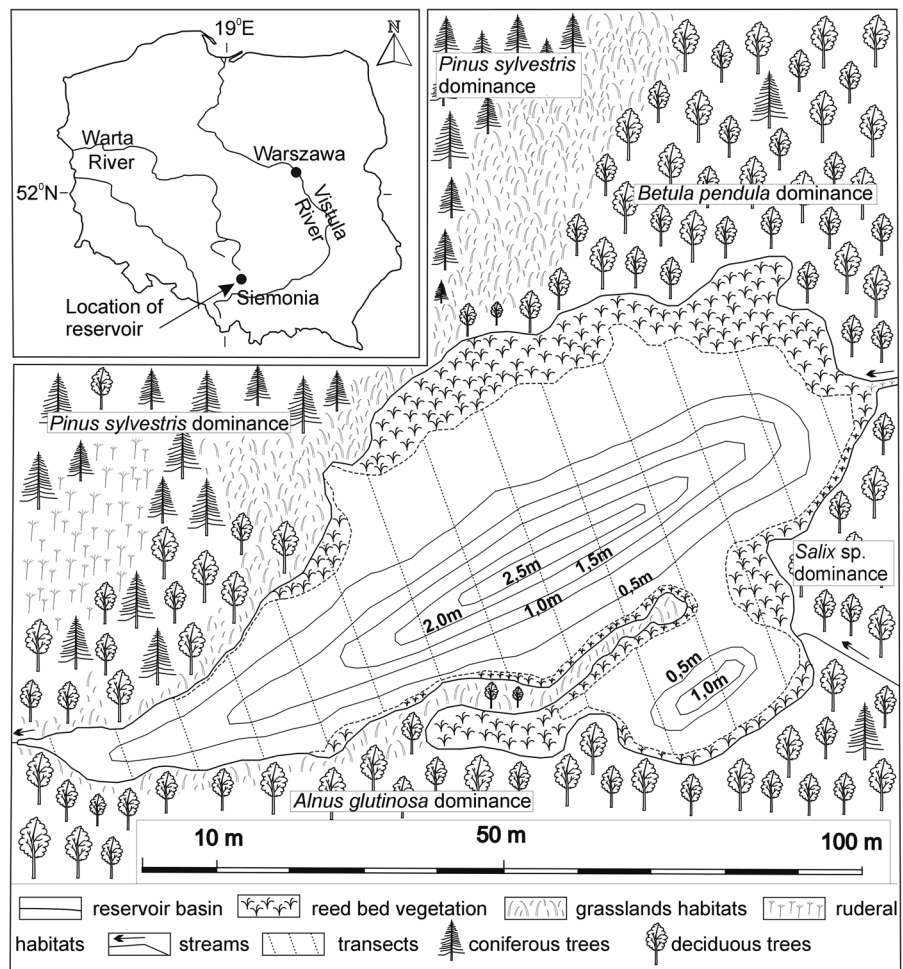 19⁰E
N
Warta
River
Warszawa
52⁰N
Vistula
River
Location of
reservoir
Siemonia
Pinus sylvestris
dominance
Betula pendula dominance
Pinus sylvestris dominance
Salix sp.
dominance
2,5m
1,5m
2,0m
1,0m
0,5m
0,5m
1,0m
Alnus glutinosa dominance
10 m
50 m
100 m
reservoir basin reed bed vegetation grasslands habitats ruderal
habitats streams transects coniferous trees deciduous trees